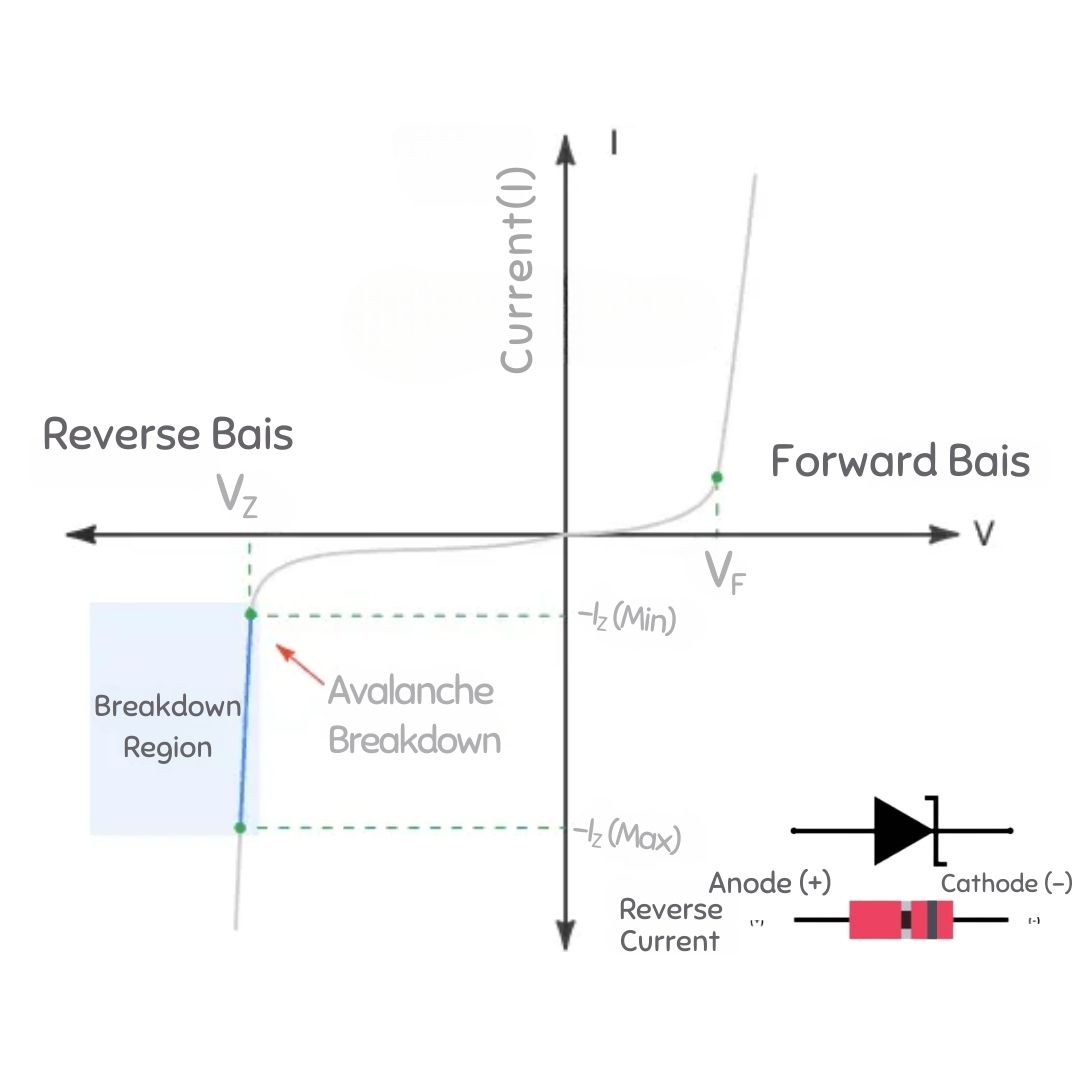 I
Current(I)
Reverse Bais
Forward Bais
V_Z
V
V_F
-I_Z (Min)
Avalanche
Breakdown
Breakdown
Region
-I_Z (Max)
Anode (+)
Cathode (-)
Reverse
Current
(+)
(-)